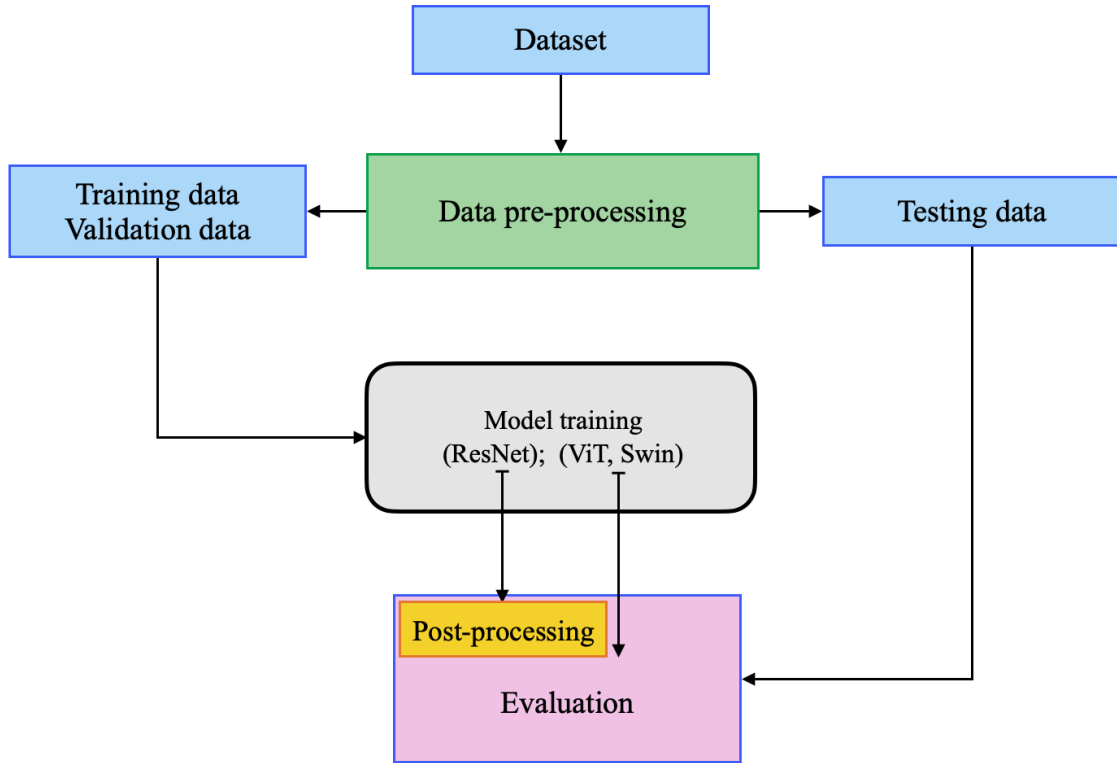 Dataset
Training data
Validation data
Data pre-processing
Testing data
Model training
(ResNet);  (ViT, Swin)
Post-processing
Evaluation